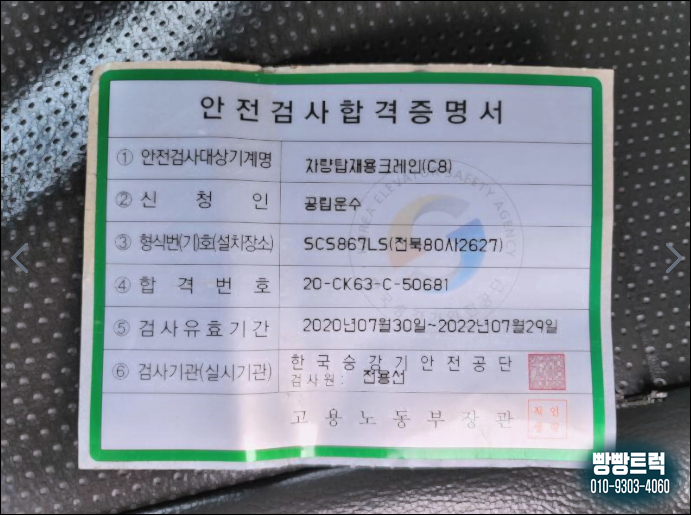 안전검사합격증명서
① 안전검사대상기계명 차량탑재용크레인(C8)
② 신 청 인 공립운수
③ 형식번(기)호(설치장소) SCS867LS(전북80사2627)
④ 합 격 번 호 20-CK63-C-50681
⑤ 검 사 유 효 기 간 2020년07월30일~2022년07월29일
⑥ 검사기관(실시기관) 한 국 승 강 기 안 전 공 단
검 사 원 : 전용선
고 용 노 동 부 장 관
KOREA ELEVATOR SAFETY AGENCY
빵빵트럭
010-9303-4060